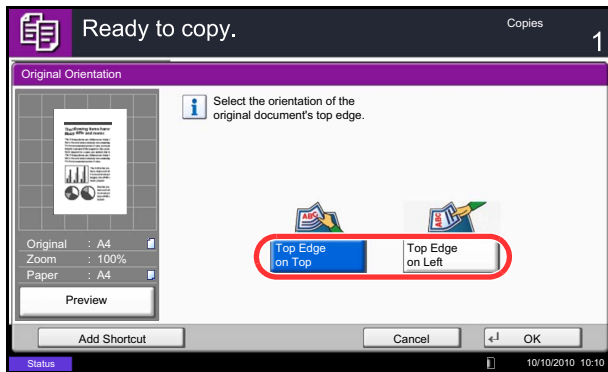 Ready to copy.
Copies
1
Original Orientation
Select the orientation of the
original document's top edge.
ABC
ABC
Original : A4
Zoom : 100%
Paper : A4
Top Edge
on Top
Top Edge
on Left
Preview
Add Shortcut
Cancel
OK
Status
10/10/2010 10:10